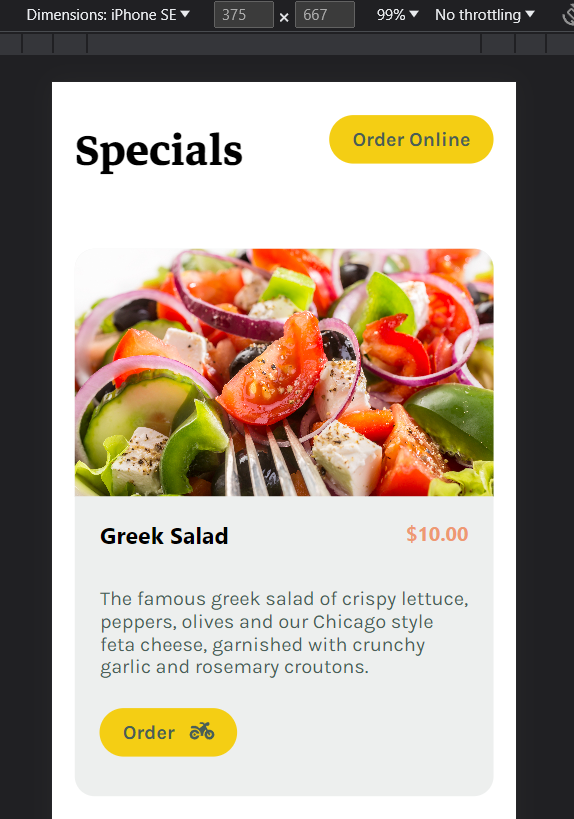 Dimensions: iPhone SE 375 × 667 99% No throttling
Specials
Order Online
Greek Salad
$10.00
The famous greek salad of crispy lettuce,
peppers, olives and our Chicago style
feta cheese, garnished with crunchy
garlic and rosemary croutons.
Order